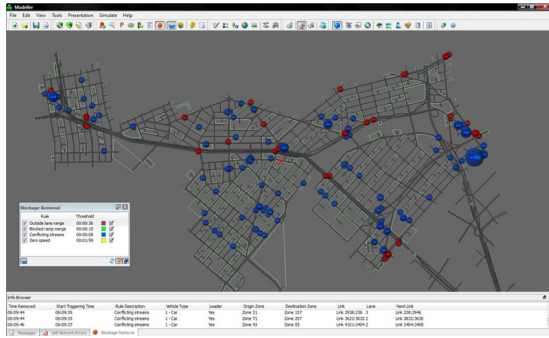 Modeller
File Edit View Tools Presentation Simulate Help
Blockage Removal
Rule Threshold
Outside lane range 00:00:36
Blocked ramp merge 00:00:15
Conflicting streams 00:00:08
Zero speed 00:01:59
Info Browser
Time Removed Start Triggering Time Rule Description Vehicle Type Leader Origin Zone Destination Zone Link Lane Next Link
06:09:44 06:09:35 Conflicting streams 1 - Car Yes Zone 21 Zone 157 Link 2938:238 3 Link 238:2946
06:09:44 06:09:35 Conflicting streams 1 - Car Yes Zone 71 Zone 207 Link 3622:3632 2 Link 3632:3626
06:09:46 06:09:37 Conflicting streams 1 - Car Yes Zone 43 Zone 53 Link 4101:3404 2 Link 3404:3408
Messages Still Network Errors Blockage Removal